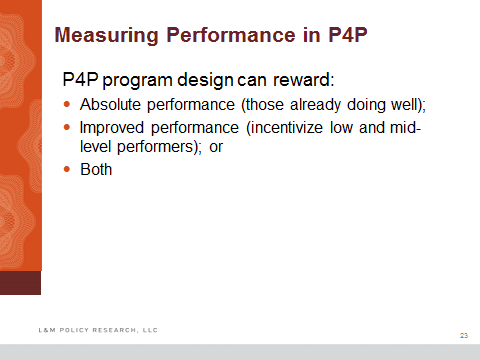 Measuring Performance in P4P
P4P program design can reward:
• Absolute performance (those already doing well);
• Improved performance (incentivize low and mid-
level performers); or
• Both
L&M POLICY RESEARCH, LLC
23